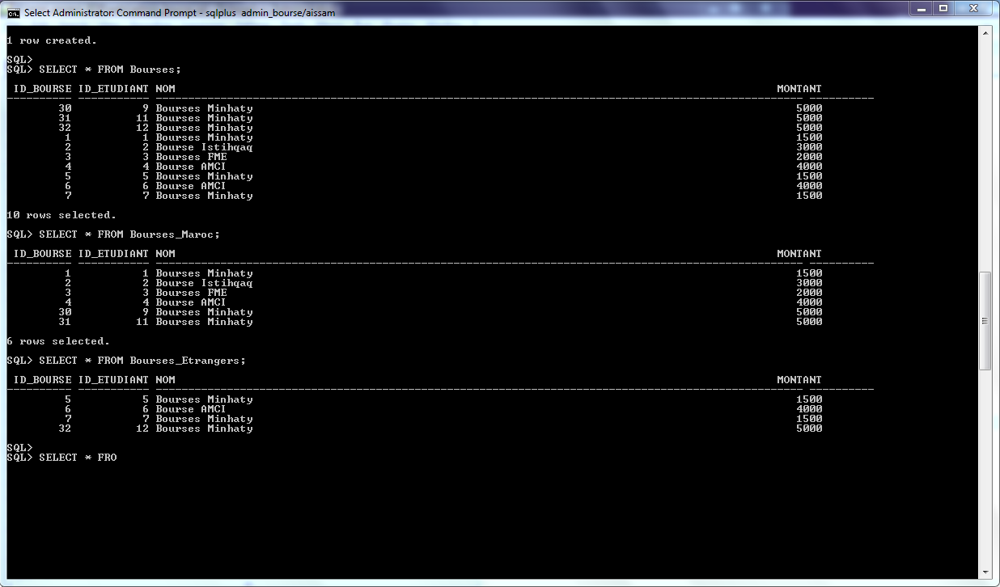 Select Administrator: Command Prompt - sqlplus  admin_bourse/aissam
1 row created.
SQL>
SQL> SELECT * FROM Bourses;
ID_BOURSE ID_ETUDIANT NOM MONTANT
30 9 Bourses Minhaty 5000
31 11 Bourses Minhaty 5000
32 12 Bourses Minhaty 5000
1 1 Bourses Minhaty 1500
2 2 Bourse Istihqaq 3000
3 3 Bourses FME 2000
4 4 Bourse AMCI 4000
5 5 Bourses Minhaty 1500
6 6 Bourse AMCI 4000
7 7 Bourses Minhaty 1500
10 rows selected.
SQL> SELECT * FROM Bourses_Maroc;
ID_BOURSE ID_ETUDIANT NOM MONTANT
1 1 Bourses Minhaty 1500
2 2 Bourse Istihqaq 3000
3 3 Bourses FME 2000
4 4 Bourse AMCI 4000
30 9 Bourses Minhaty 5000
31 11 Bourses Minhaty 5000
6 rows selected.
SQL> SELECT * FROM Bourses_Etrangers;
ID_BOURSE ID_ETUDIANT NOM MONTANT
5 5 Bourses Minhaty 1500
6 6 Bourse AMCI 4000
7 7 Bourses Minhaty 1500
32 12 Bourses Minhaty 5000
SQL>
SQL> SELECT * FRO